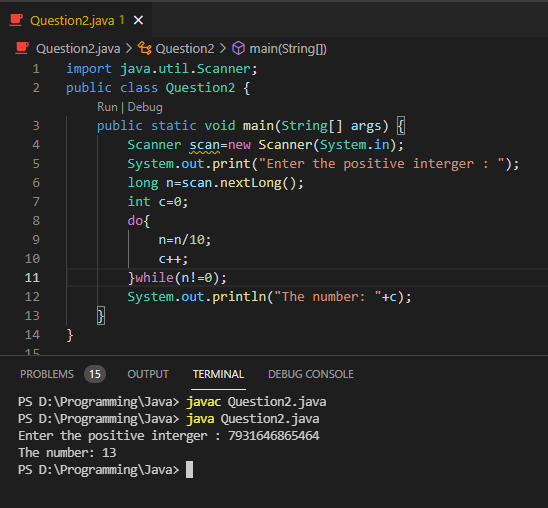 Question2.java 1 ×
Question2.java > Question2 > main(String[])
1 import java.util.Scanner;
2 public class Question2 {
Run | Debug
3 public static void main(String[] args) {
4 Scanner scan=new Scanner(System.in);
5 System.out.print("Enter the positive interger : ");
6 long n=scan.nextLong();
7 int c=0;
8 do{
9 n=n/10;
10 c++;
11 }while(n!=0);
12 System.out.println("The number: "+c);
13 }
14 }
15
PROBLEMS 15 OUTPUT TERMINAL DEBUG CONSOLE
PS D:\Programming\Java> javac Question2.java
PS D:\Programming\Java> java Question2.java
Enter the positive interger : 7931646865464
The number: 13
PS D:\Programming\Java>